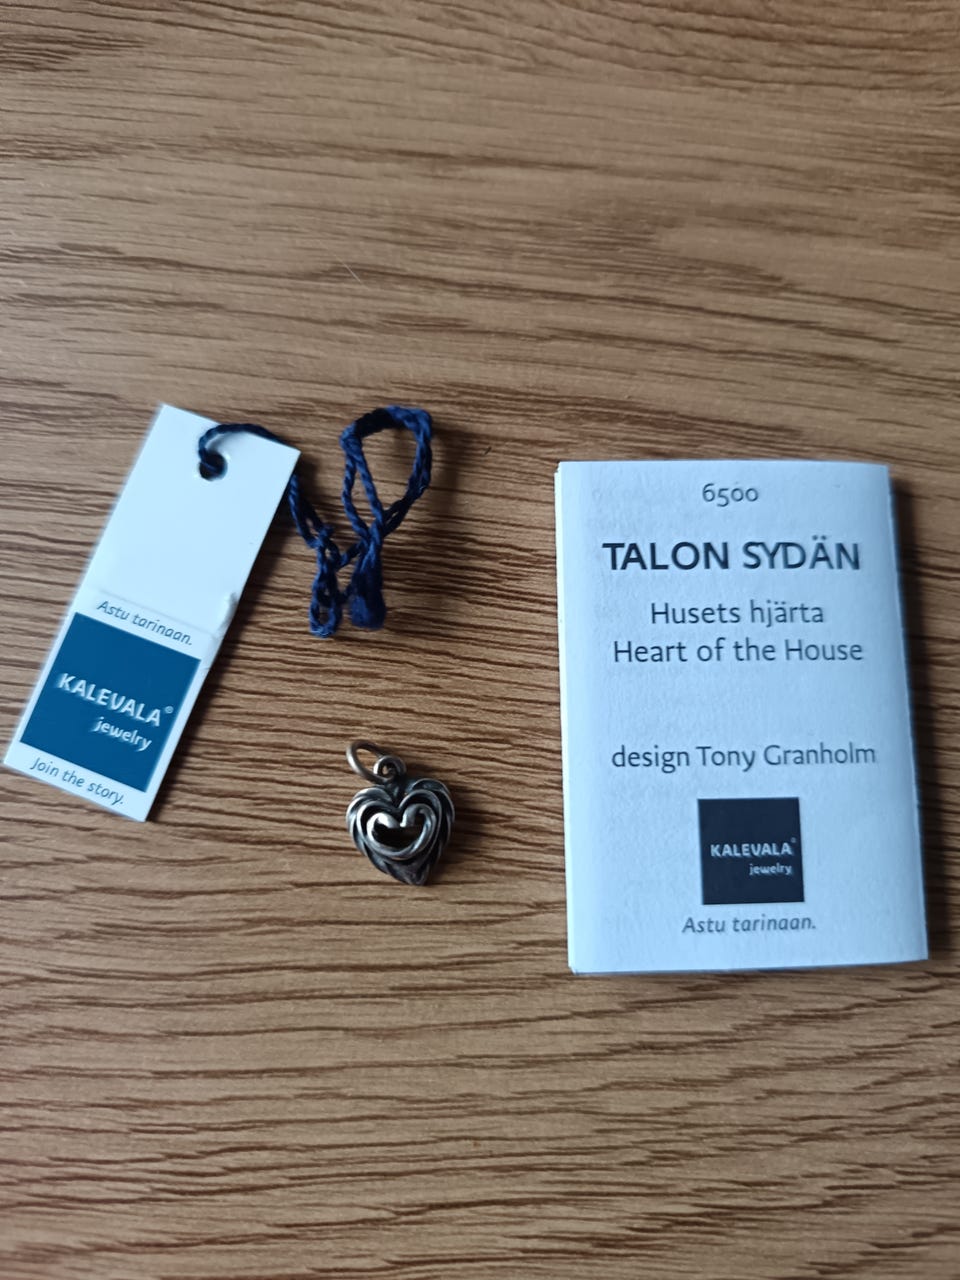 Astu tarinaan.
KALEVALA®
jewelry
Join the story.
6500
TALON SYDÄN
Husets hjärta
Heart of the House
design Tony Granholm
KALEVALA®
jewelry
Astu tarinaan.